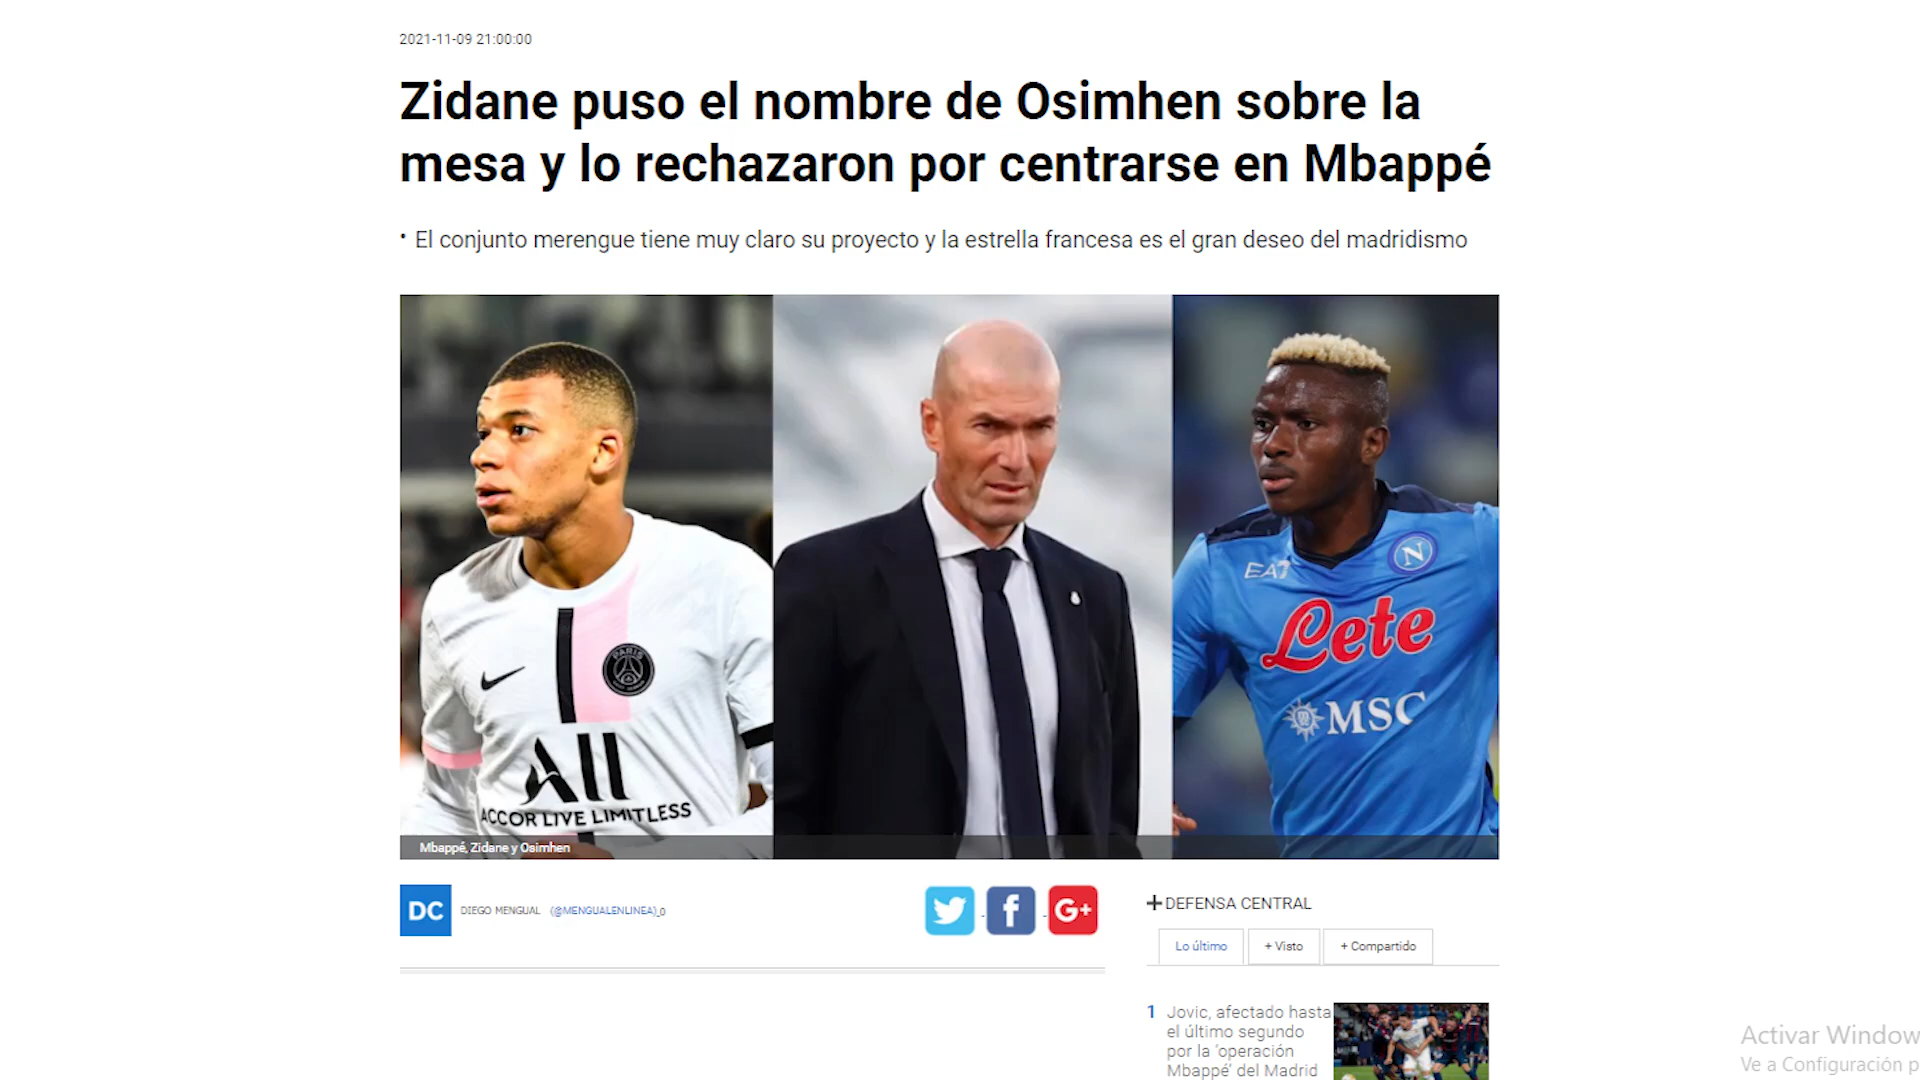 2021-11-09 21:00:00
Zidane puso el nombre de Osimhen sobre la
mesa y lo rechazaron por centrarse en Mbappé
• El conjunto merengue tiene muy claro su proyecto y la estrella francesa es el gran deseo del madridismo
PARIS
ALL
ACCOR LIVE LIMITLESS
N
EA7
Lete
MSC
Mbappé, Zidane y Osimhen
DC
DIEGO MENGUAL (@MENGUALENLINEA)_0
f
G+
+ DEFENSA CENTRAL
Lo último
+ Visto
+ Compartido
1 Jovic, afectado hasta
el último segundo
por la 'operación
Mbappé' del Madrid
Activar Window
Ve a Configuración p